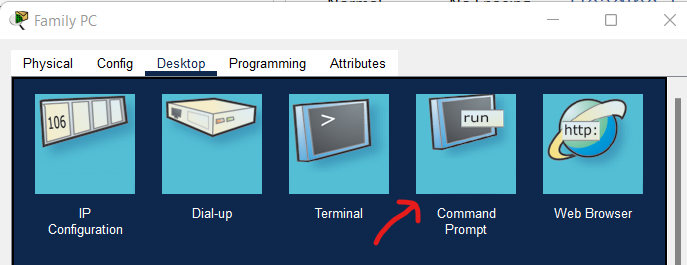 Family PC
Physical Config Desktop Programming Attributes
106 > run http:
IP Configuration Dial-up Terminal Command Prompt Web Browser